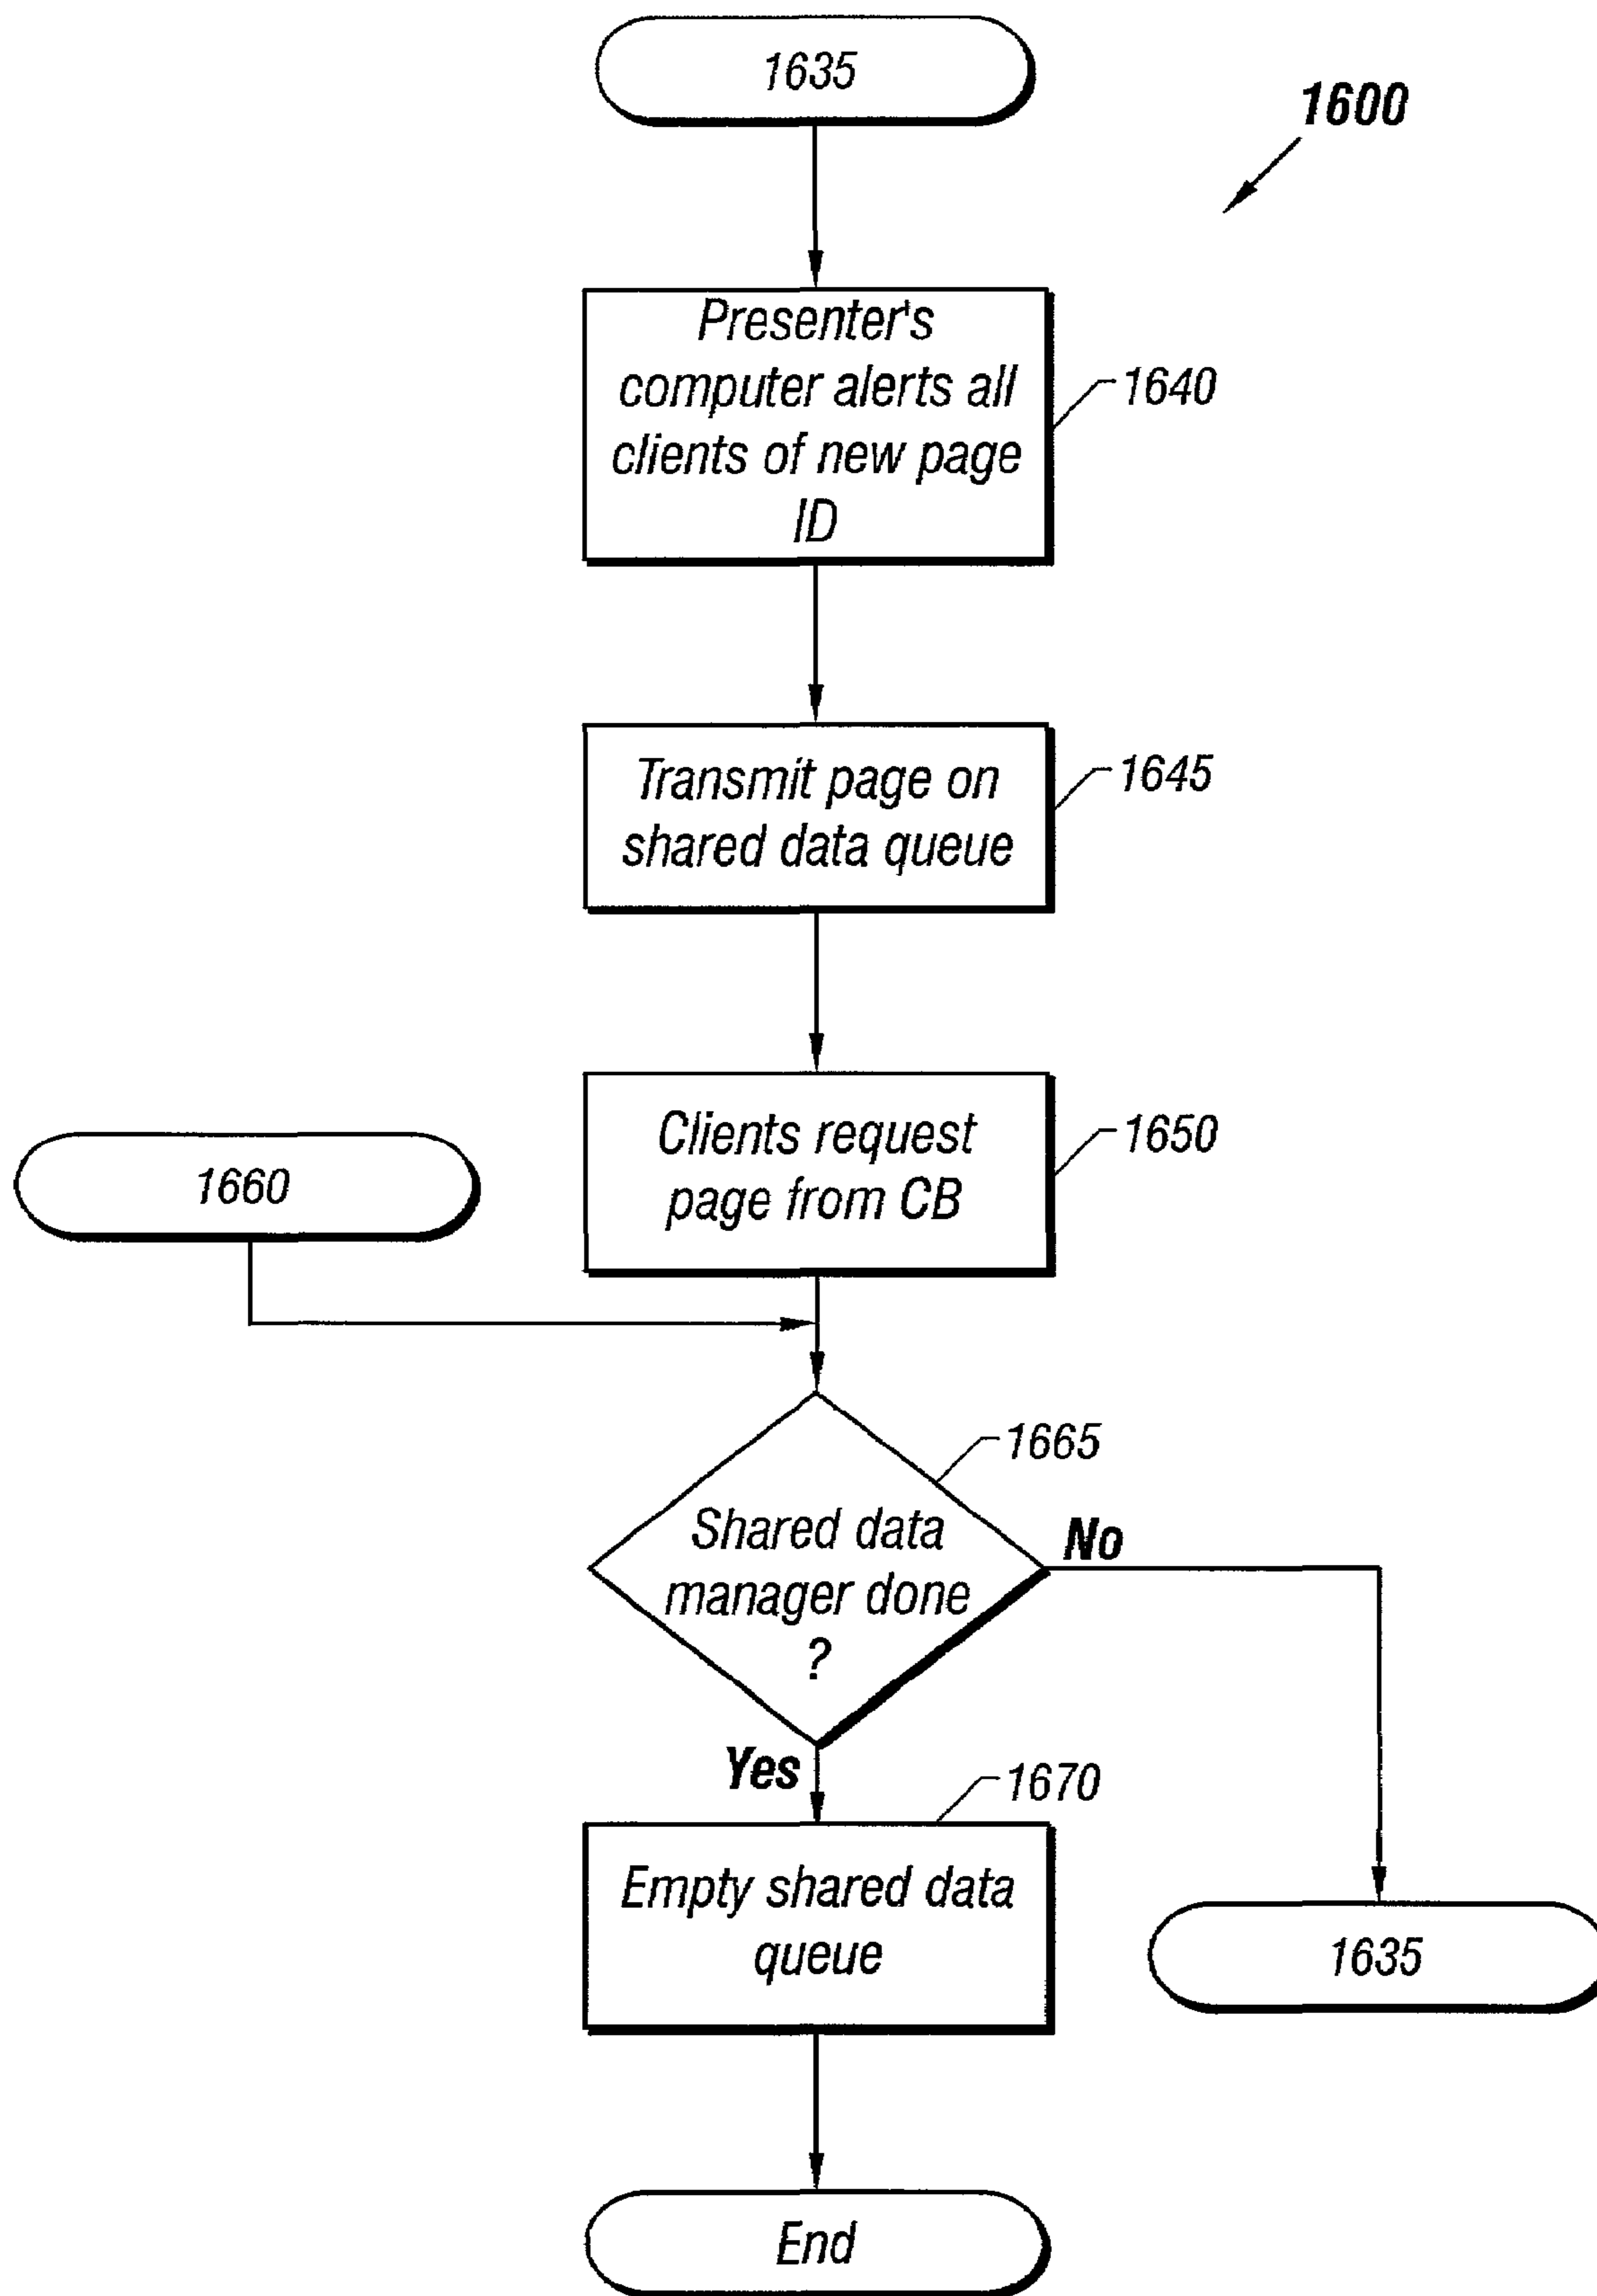 1635
1600
Presenter's
computer alerts all
clients of new page
ID
1640
Transmit page on
shared data queue
1645
Clients request
page from CB
1650
1660
1665
Shared data
manager done
?
No
Yes
1670
Empty shared data
queue
1635
End